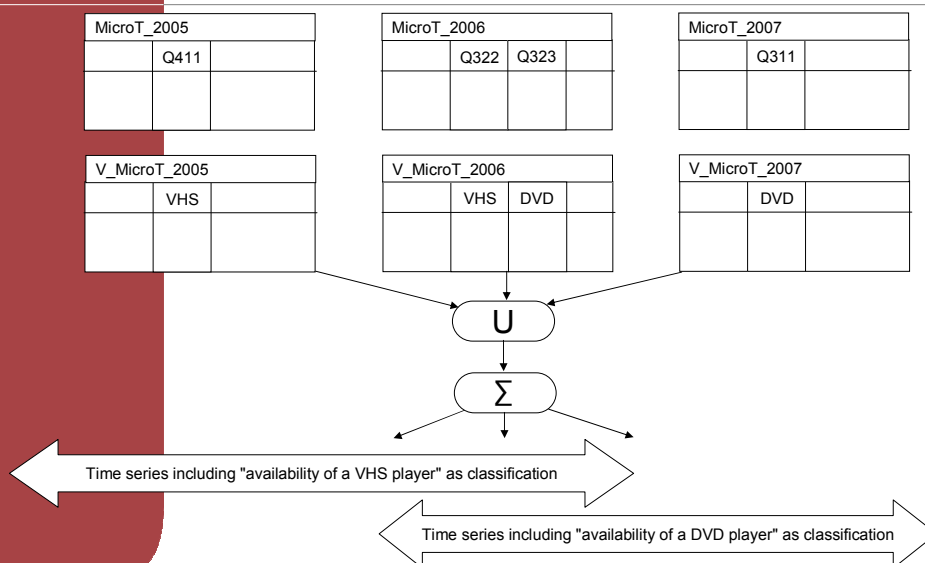 MicroT_2005
Q411
MicroT_2006
Q322 Q323
MicroT_2007
Q311
V_MicroT_2005
VHS
V_MicroT_2006
VHS DVD
V_MicroT_2007
DVD
U
Σ
Time series including "availability of a VHS player" as classification
Time series including "availability of a DVD player" as classification